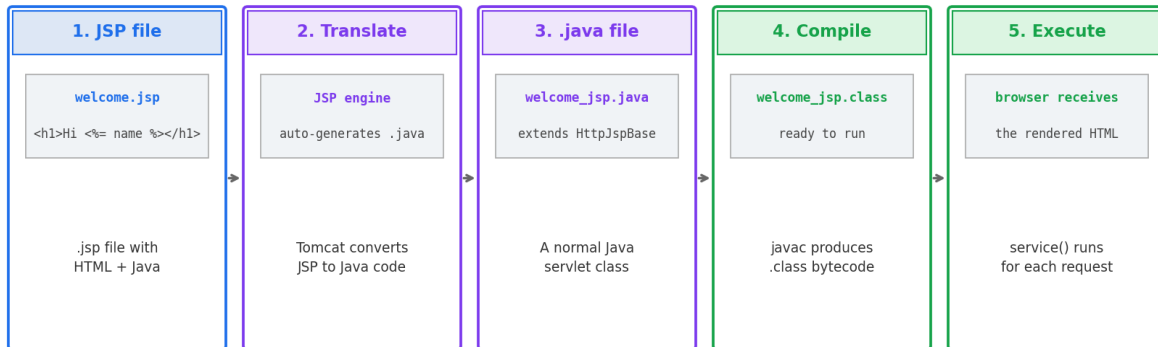 1. JSP file
welcome.jsp
<h1>Hi <%= name %></h1>
.jsp file with
HTML + Java
2. Translate
JSP engine
auto-generates .java
Tomcat converts
JSP to Java code
3. .java file
welcome_jsp.java
extends HttpJspBase
A normal Java
servlet class
4. Compile
welcome_jsp.class
ready to run
javac produces
.class bytecode
5. Execute
browser receives
the rendered HTML
service() runs
for each request